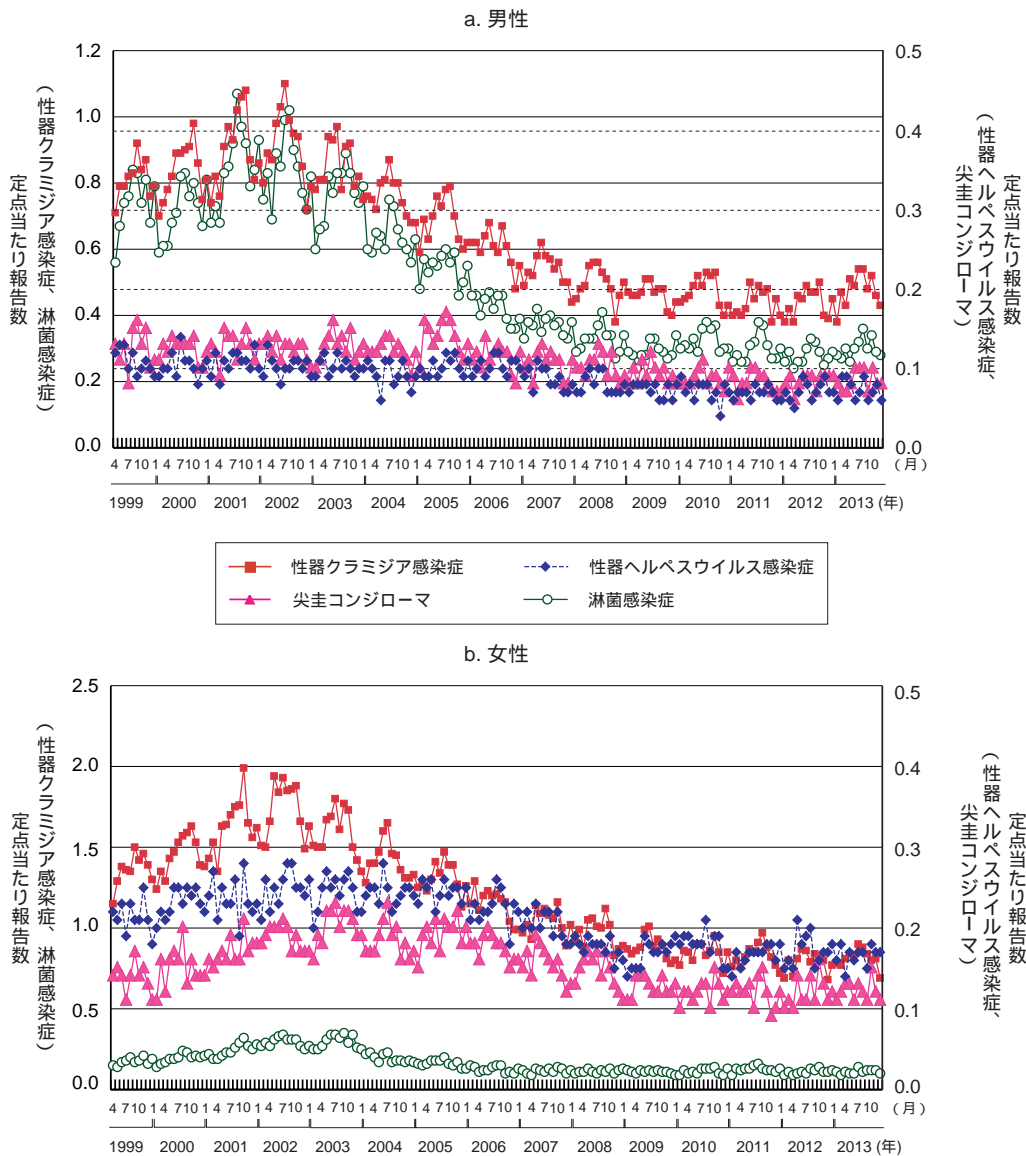 a. 男性
定点当たり報告数
（性器クラミジア感染症、淋菌感染症）
1.2
1.0
0.8
0.6
0.4
0.2
0.0
0.5
0.4
0.3
0.2
0.1
0.0
定点当たり報告数
（性器ヘルペスウイルス感染症、
尖圭コンジローマ）
4 7 10 1 4 7 10 1 4 7 10 1 4 7 10 1 4 7 10 1 4 7 10 1 4 7 10 1 4 7 10 1 4 7 10 1 4 7 10 1 4 7 10 1 4 7 10 1 4 7 10 1 4 7 10 1 4 7 10 （月）
1999 2000 2001 2002 2003 2004 2005 2006 2007 2008 2009 2010 2011 2012 2013 (年)
性器クラミジア感染症 性器ヘルペスウイルス感染症
尖圭コンジローマ 淋菌感染症
b. 女性
定点当たり報告数
（性器クラミジア感染症、淋菌感染症）
2.5
2.0
1.5
1.0
0.5
0.0
0.5
0.4
0.3
0.2
0.1
0.0
定点当たり報告数
（性器ヘルペスウイルス感染症、
尖圭コンジローマ）
4 7 10 1 4 7 10 1 4 7 10 1 4 7 10 1 4 7 10 1 4 7 10 1 4 7 10 1 4 7 10 1 4 7 10 1 4 7 10 1 4 7 10 1 4 7 10 1 4 7 10 1 4 7 10 1 4 7 10 （月）
1999 2000 2001 2002 2003 2004 2005 2006 2007 2008 2009 2010 2011 2012 2013 (年)